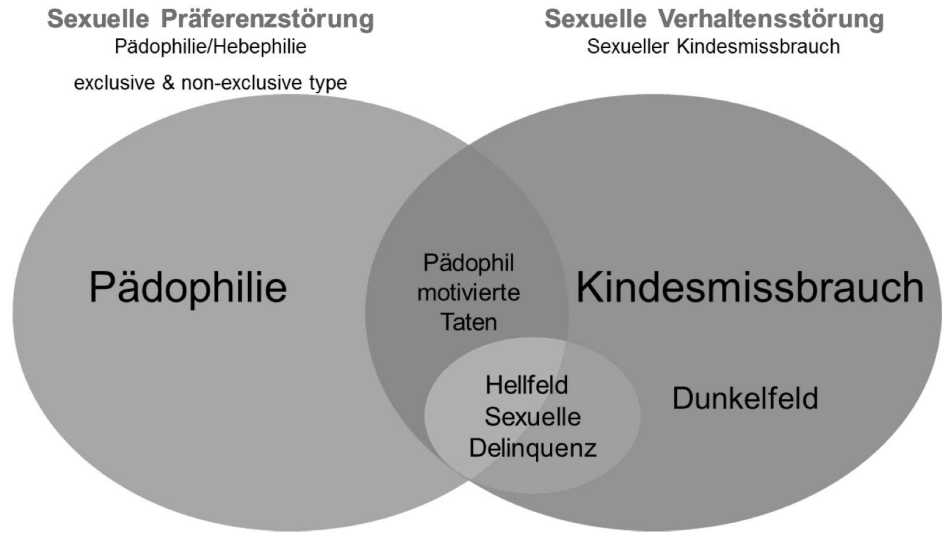 Sexuelle Präferenzstörung
Pädophilie/Hebephilie
exclusive & non-exclusive type
Sexuelle Verhaltensstörung
Sexueller Kindesmissbrauch
Pädophilie
Pädophil
motivierte
Taten
Kindesmissbrauch
Hellfeld
Sexuelle
Delinquenz
Dunkelfeld